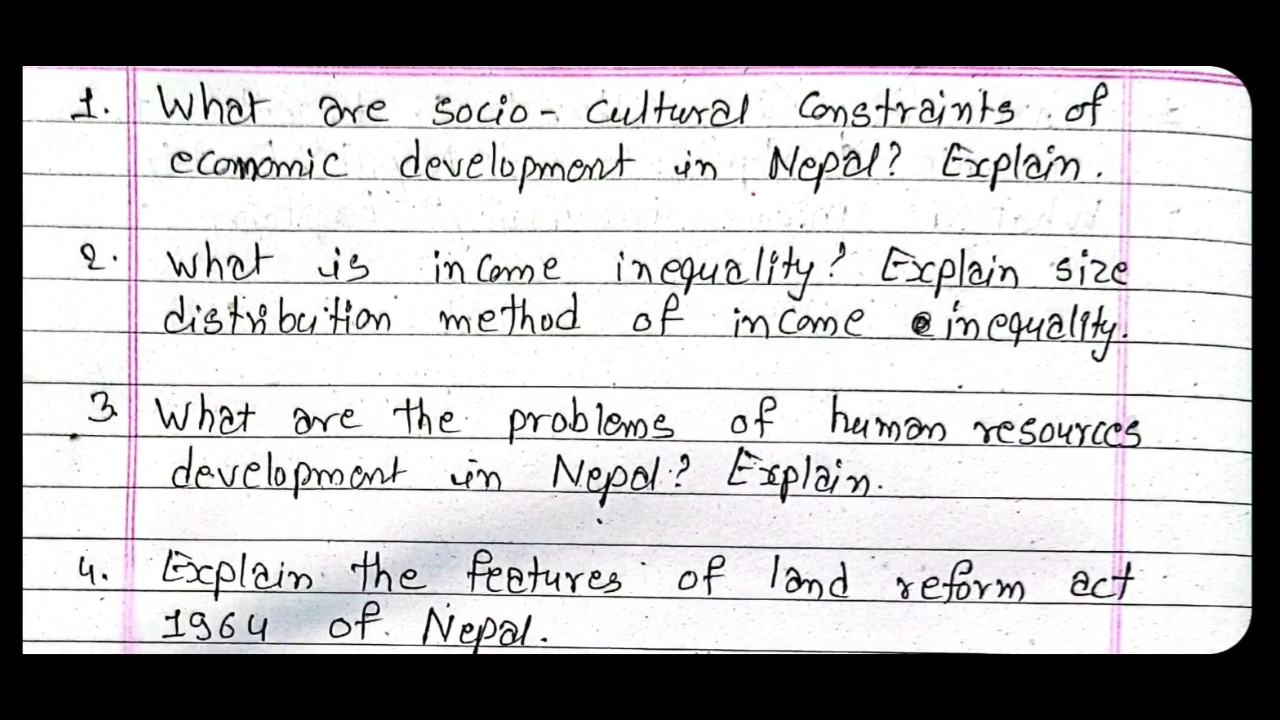 1. What are socio - cultural constraints of
economic development in Nepal? Explain.
2. What is income inequality? Explain size
distribution method of income inequality.
3 What are the problems of human resources
development in Nepal? Explain.
4. Explain the features of land reform act
1964 of Nepal.